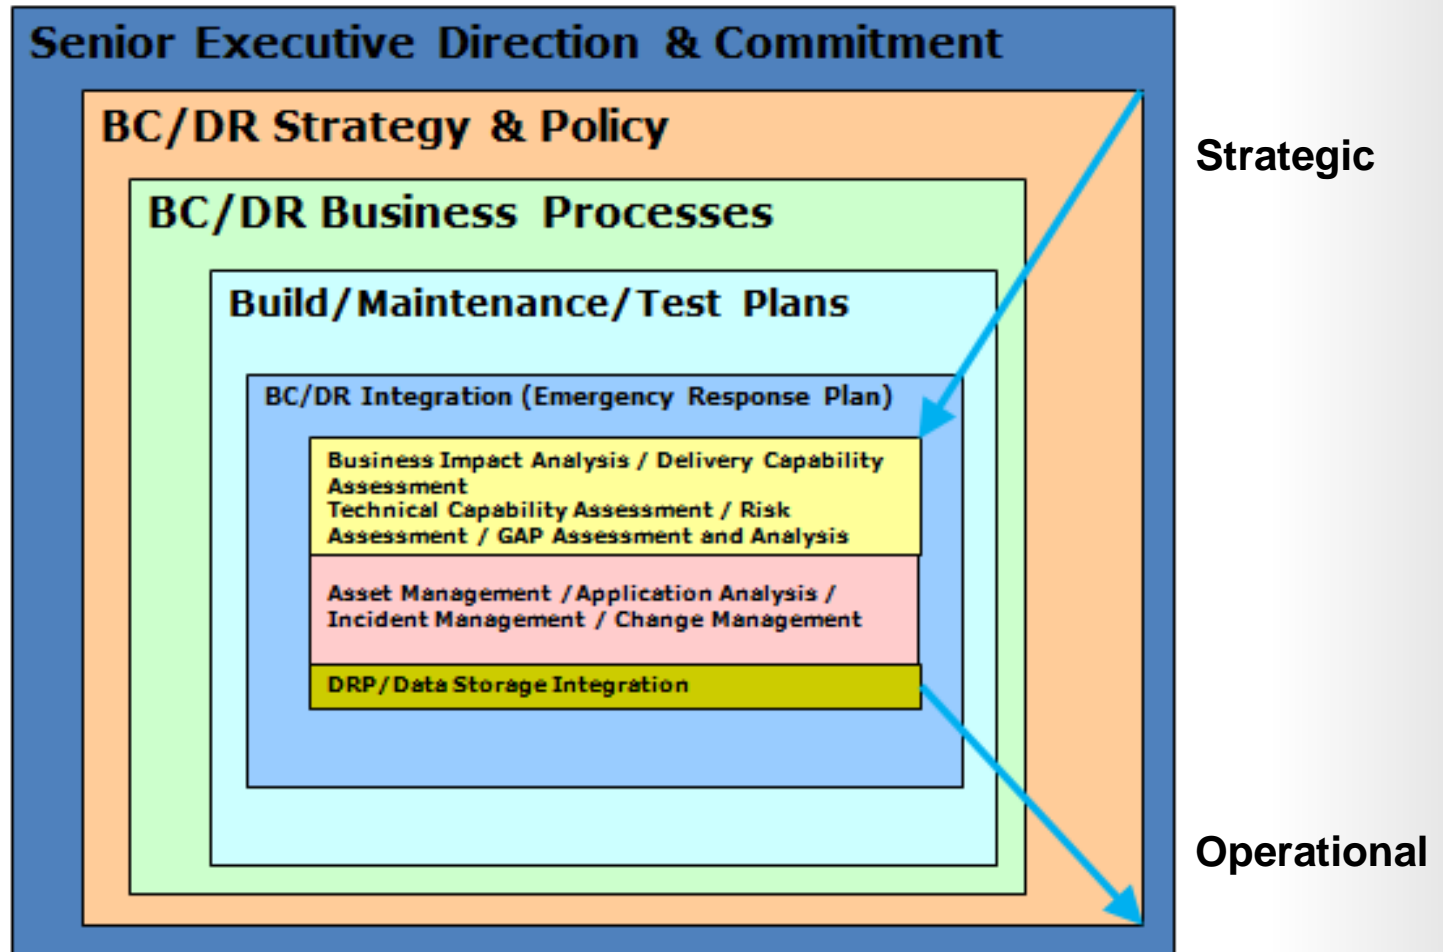 Senior Executive Direction & Commitment
BC/DR Strategy & Policy
Strategic
BC/DR Business Processes
Build/Maintenance/Test Plans
BC/DR Integration (Emergency Response Plan)
Business Impact Analysis / Delivery Capability
Assessment
Technical Capability Assessment / Risk
Assessment / GAP Assessment and Analysis
Asset Management /Application Analysis /
Incident Management / Change Management
DRP/Data Storage Integration
Operational